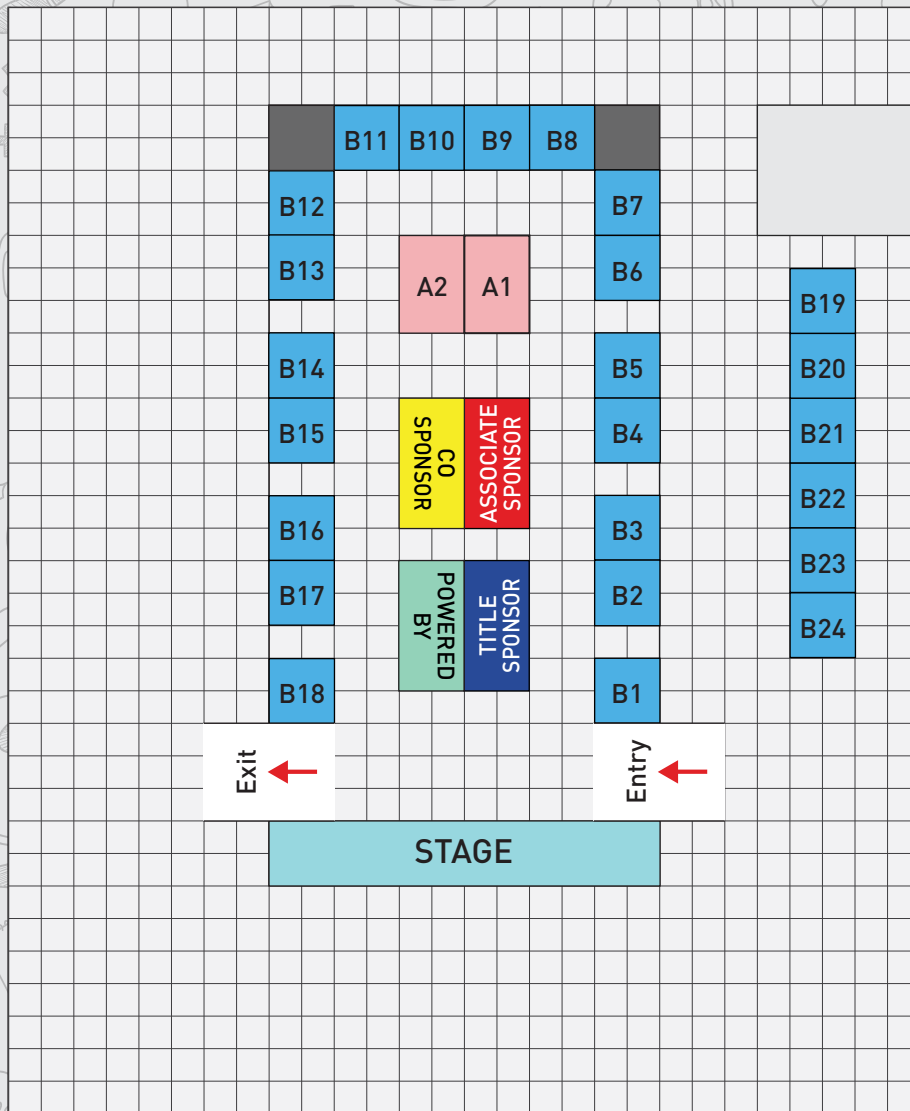 B11
B10
B9
B8
B12
B7
B13
B6
A2
A1
B19
B14
B5
B20
B15
CO
SPONSOR
ASSOCIATE
SPONSOR
B4
B21
B22
B16
B3
B17
POWERED
BY
TITLE
SPONSOR
B2
B23
B24
B18
B1
Exit
Entry
STAGE